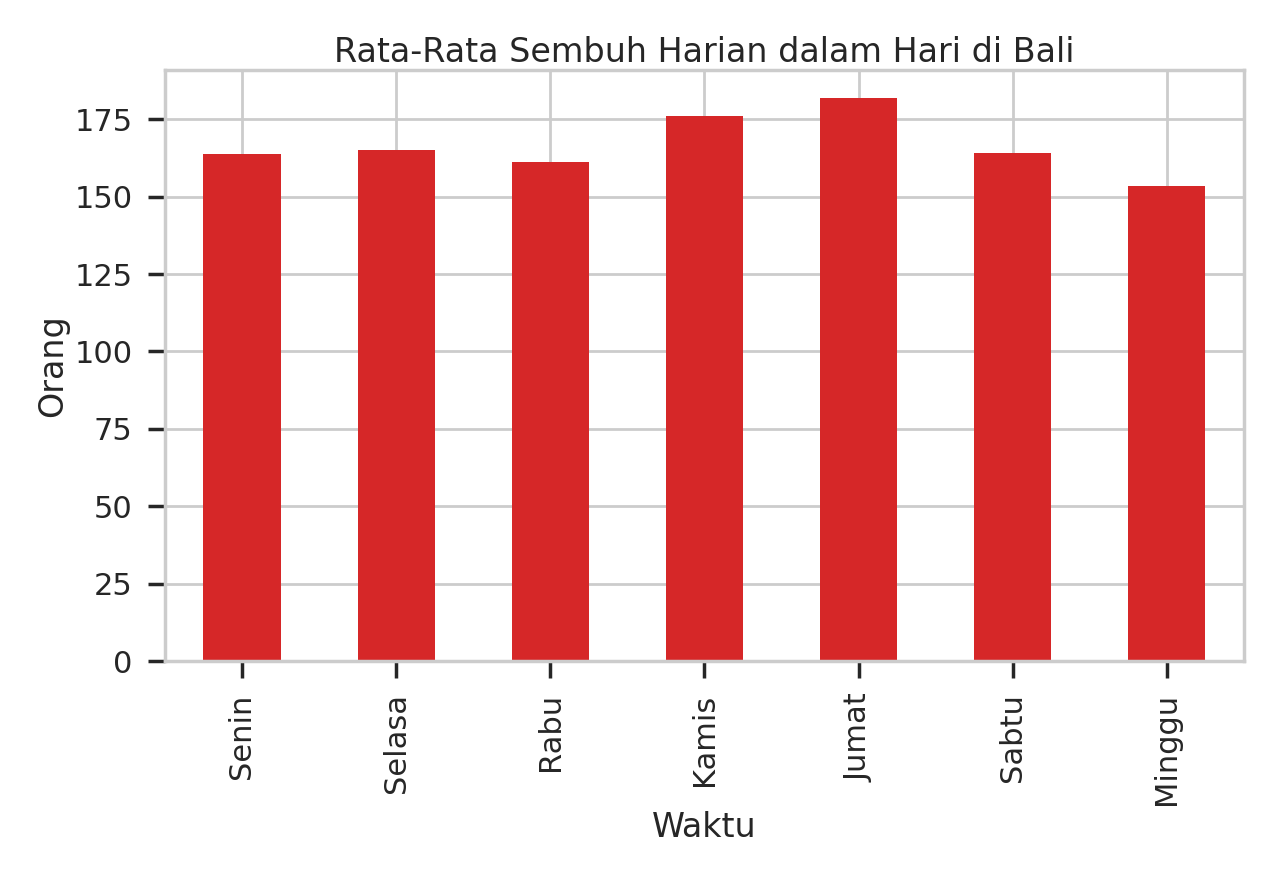 Rata-Rata Sembuh Harian dalam Hari di Bali
Orang
175
150
125
100
75
50
25
0
Senin
Selasa
Rabu
Kamis
Jumat
Sabtu
Minggu
Waktu